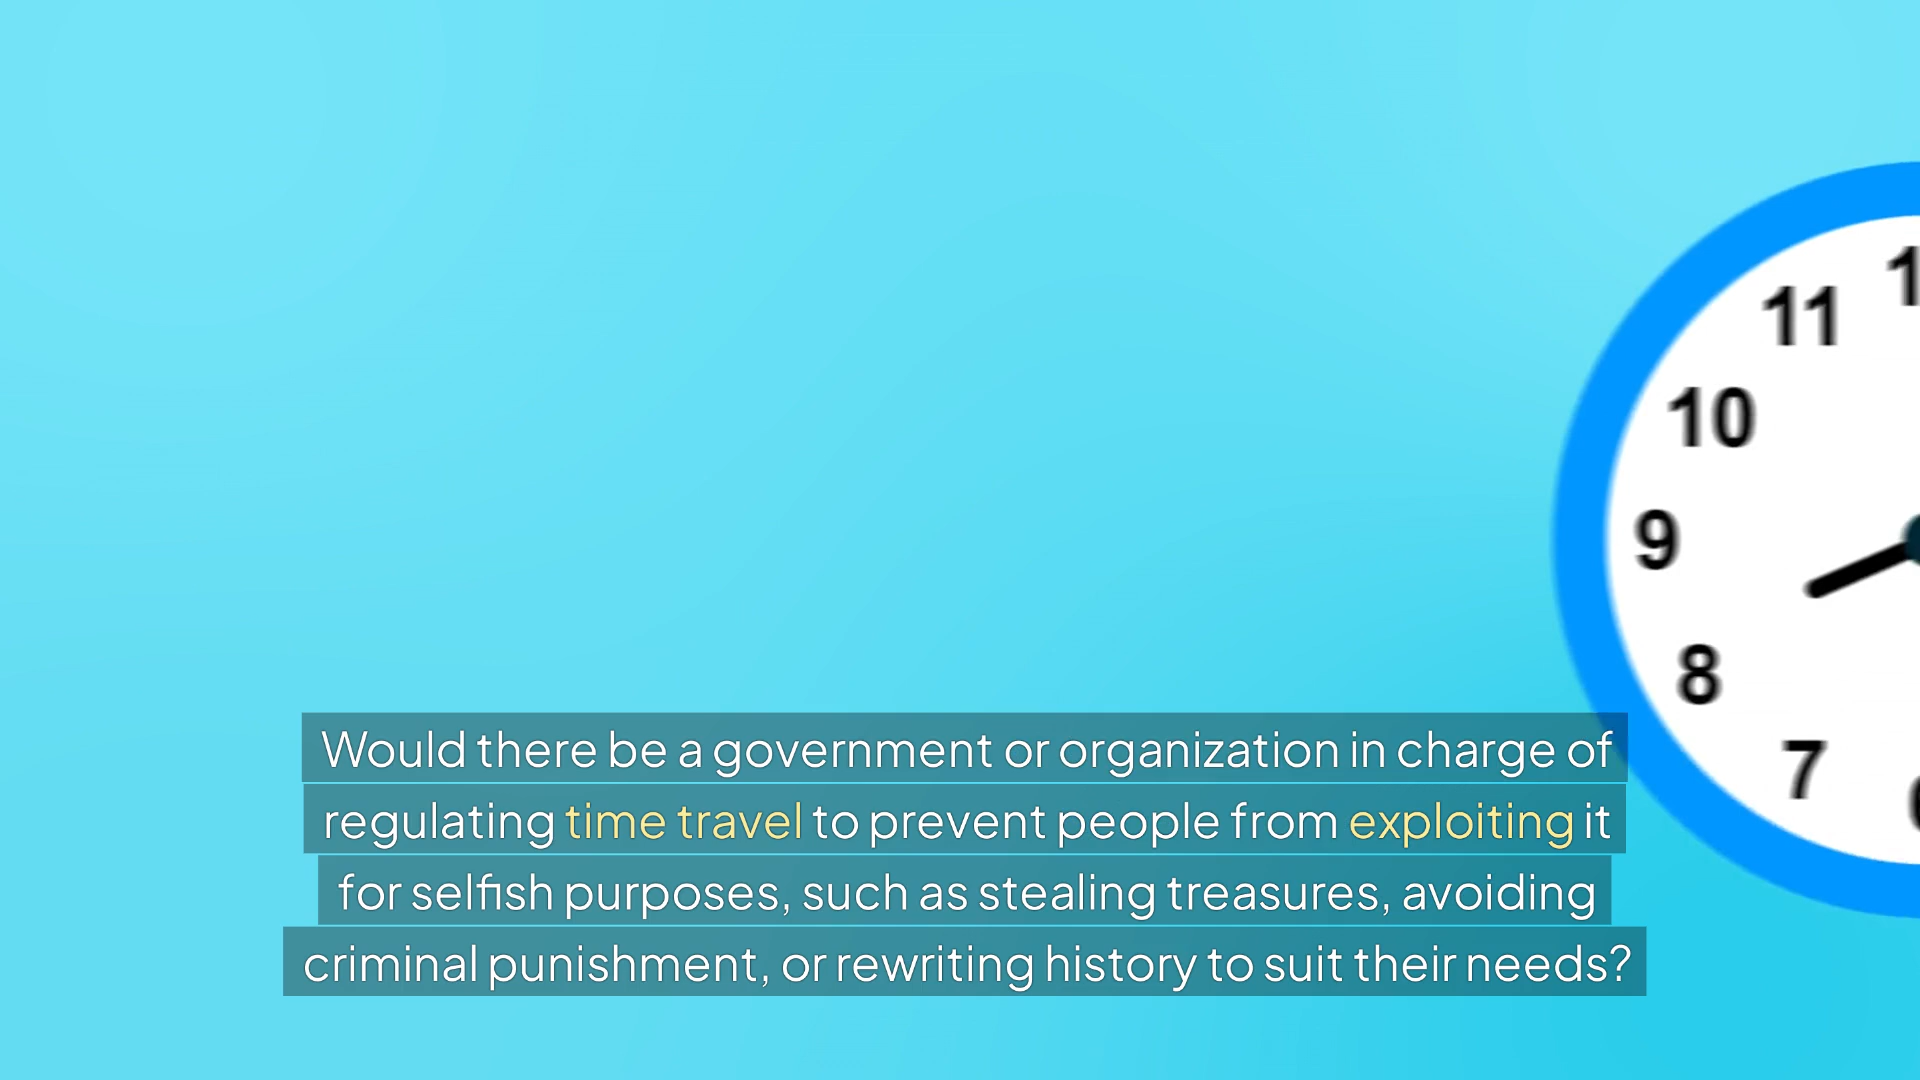 1
11
10
9
8
7
Would there be a government or organization in charge of
regulating time travel to prevent people from exploiting it
for selfish purposes, such as stealing treasures, avoiding
criminal punishment, or rewriting history to suit their needs?